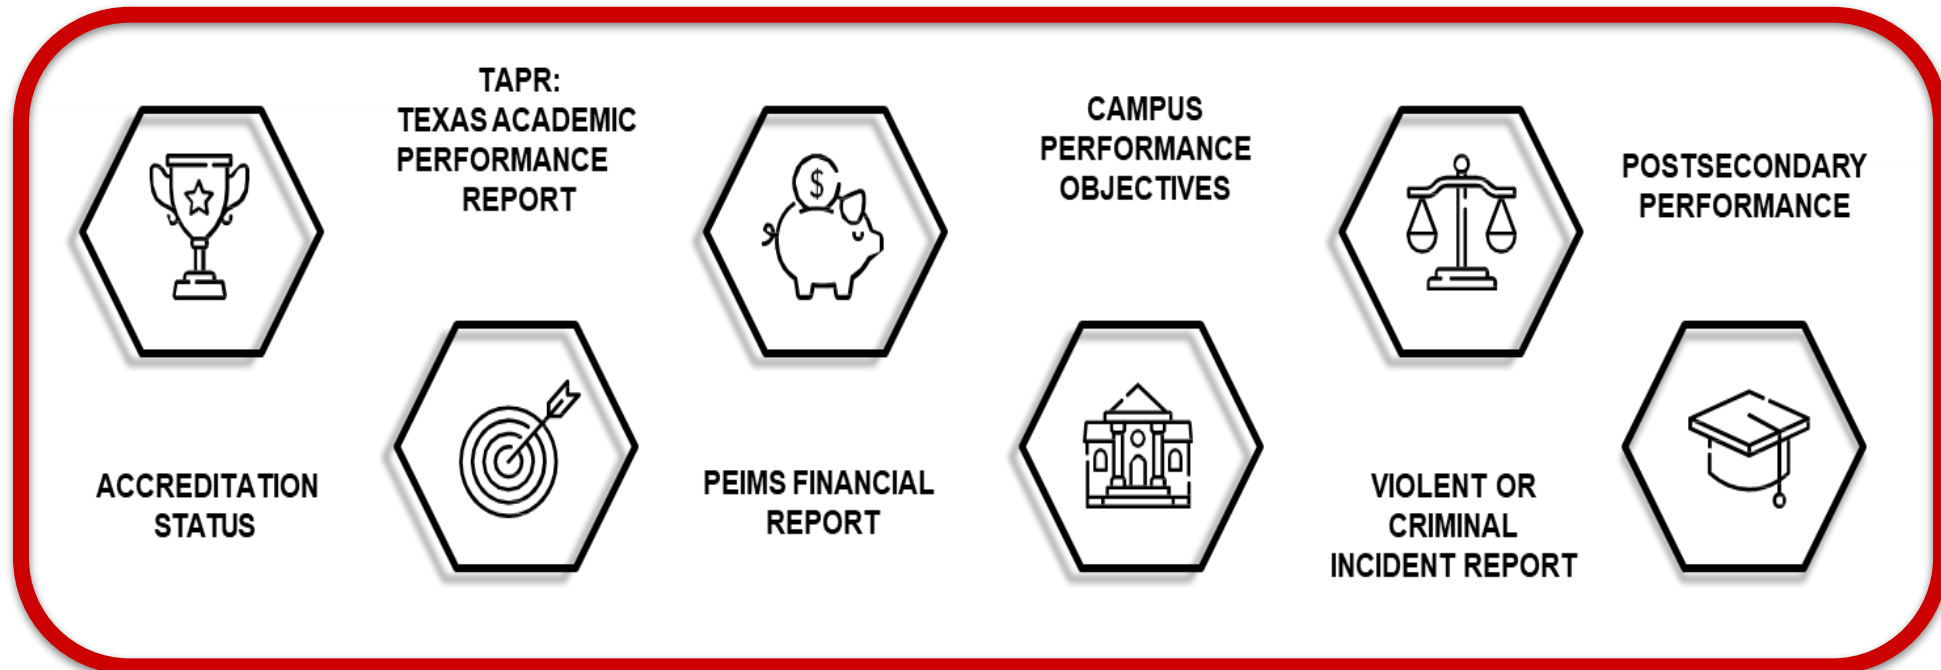 ACCREDITATION
STATUS
TAPR:
TEXAS ACADEMIC
PERFORMANCE
REPORT
$
PEIMS FINANCIAL
REPORT
CAMPUS
PERFORMANCE
OBJECTIVES
VIOLENT OR
CRIMINAL
INCIDENT REPORT
POSTSECONDARY
PERFORMANCE